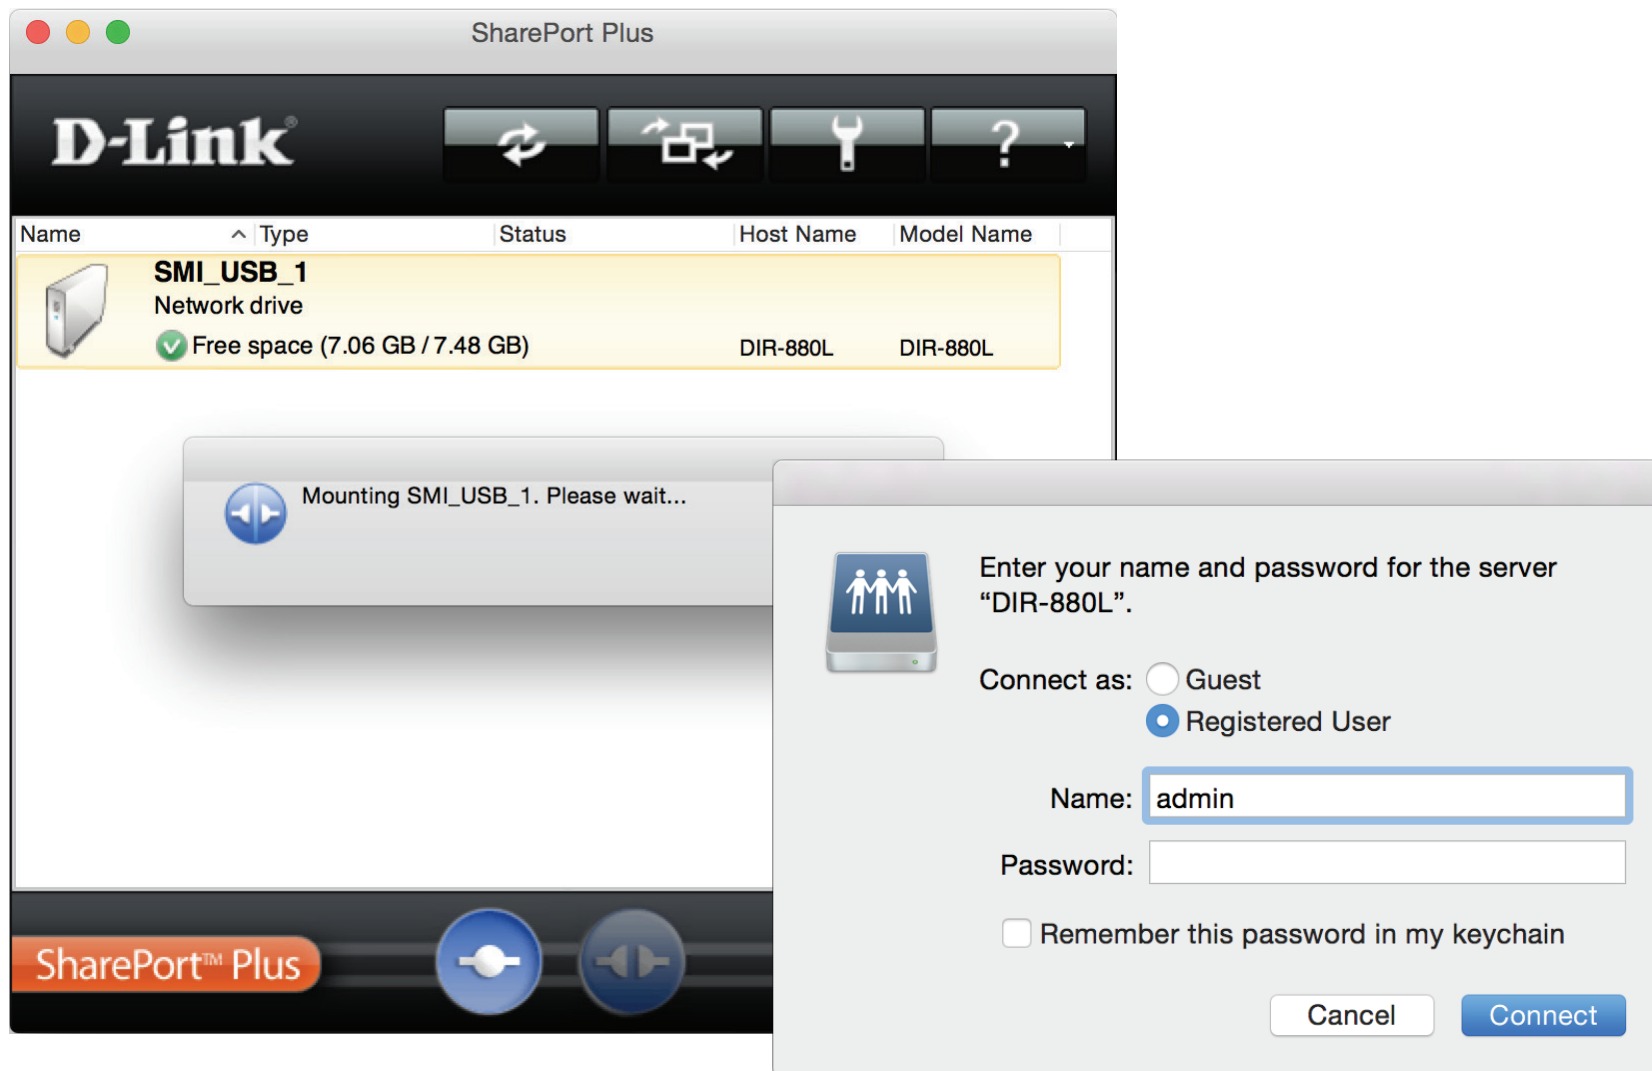 SharePort Plus
D-Link®
?
Name Type Status Host Name Model Name
SMI_USB_1
Network drive
Free space (7.06 GB / 7.48 GB) DIR-880L DIR-880L
Mounting SMI_USB_1. Please wait...
Enter your name and password for the server
“DIR-880L”.
Connect as: Guest
Registered User
Name: admin
Password:
Remember this password in my keychain
Cancel Connect
SharePort™ Plus